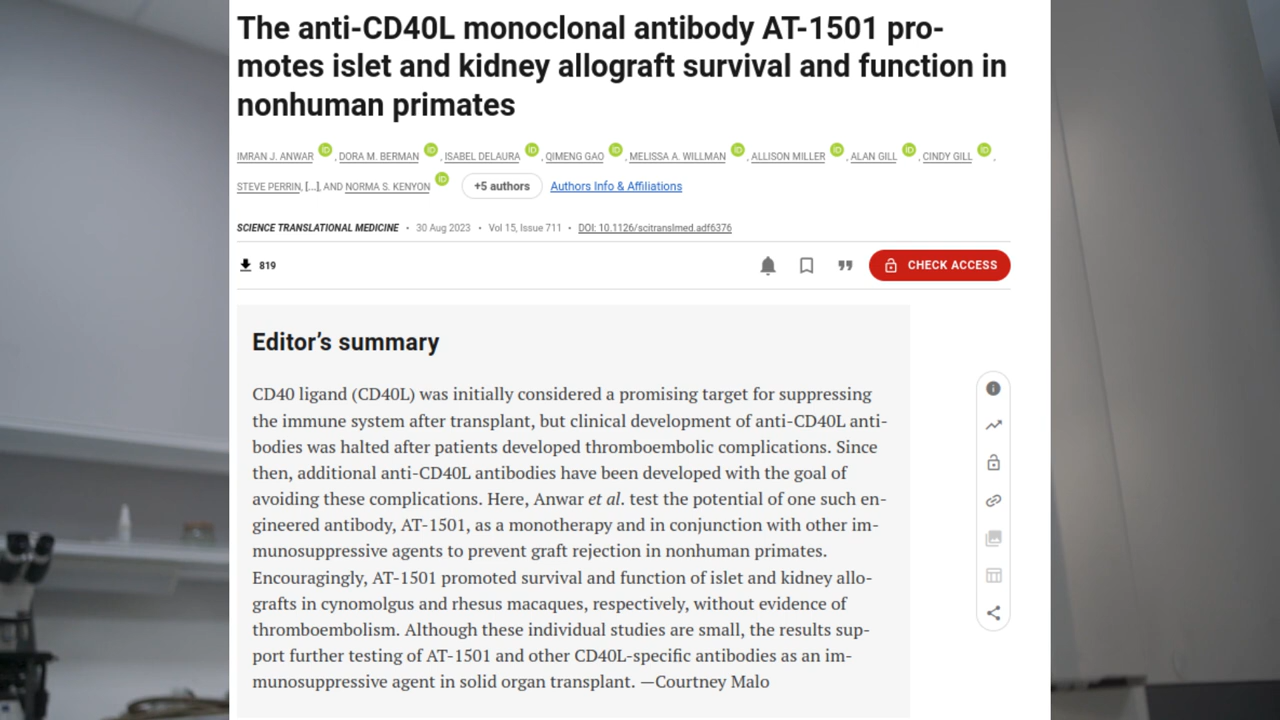 The anti-CD40L monoclonal antibody AT-1501 pro-
motes islet and kidney allograft survival and function in
nonhuman primates
IMRAN J. ANWAR iD , DORA M. BERMAN iD , ISABEL DELAURA iD , QIMENG GAO iD , MELISSA A. WILLMAN iD , ALLISON MILLER iD , ALAN GILL iD , CINDY GILL iD ,
STEVE PERRIN, [...], AND NORMA S. KENYON iD +5 authors Authors Info & Affiliations
SCIENCE TRANSLATIONAL MEDICINE • 30 Aug 2023 • Vol 15, Issue 711 • DOI: 10.1126/scitranslmed.adf6376
819 CHECK ACCESS
Editor’s summary
CD40 ligand (CD40L) was initially considered a promising target for suppressing
the immune system after transplant, but clinical development of anti-CD40L anti-
bodies was halted after patients developed thromboembolic complications. Since
then, additional anti-CD40L antibodies have been developed with the goal of
avoiding these complications. Here, Anwar et al. test the potential of one such en-
gineered antibody, AT-1501, as a monotherapy and in conjunction with other im-
munosuppressive agents to prevent graft rejection in nonhuman primates.
Encouragingly, AT-1501 promoted survival and function of islet and kidney allo-
grafts in cynomolgus and rhesus macaques, respectively, without evidence of
thromboembolism. Although these individual studies are small, the results sup-
port further testing of AT-1501 and other CD40L-specific antibodies as an im-
munosuppressive agent in solid organ transplant. —Courtney Malo